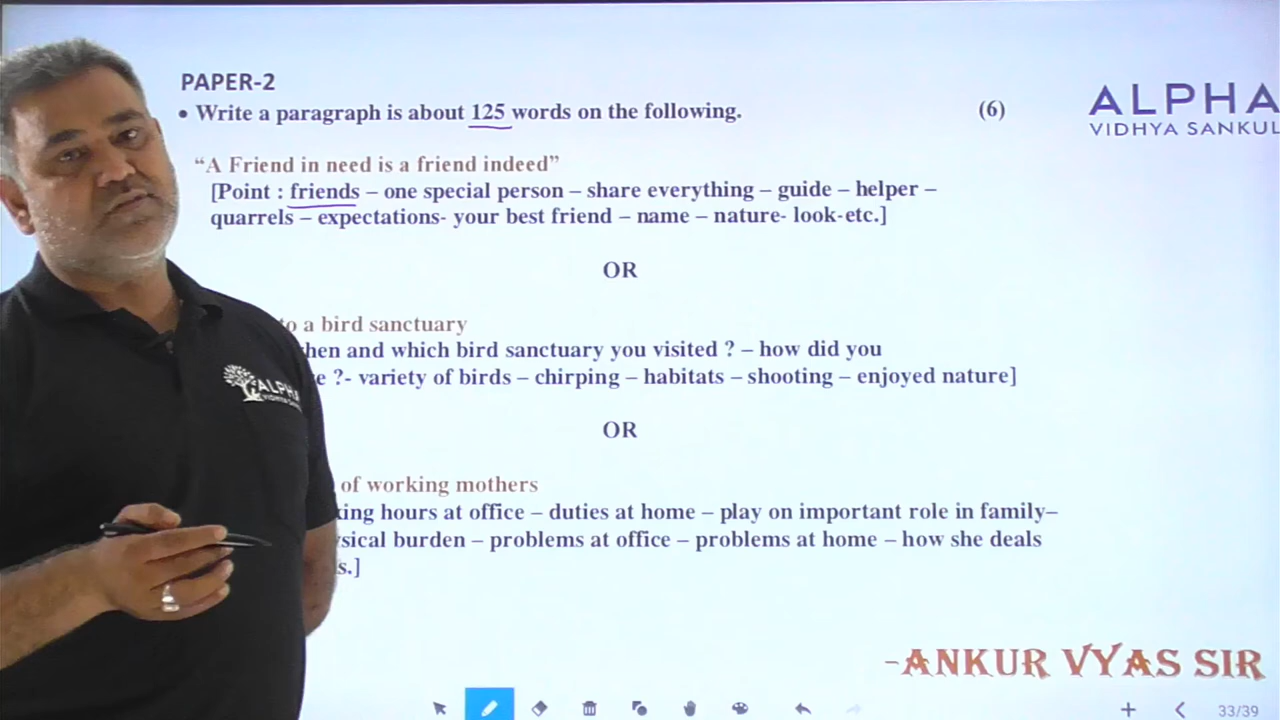 PAPER-2
• Write a paragraph is about 125 words on the following. (6)
ALPHA
VIDHYA SANKUL
“A Friend in need is a friend indeed”
[Point : friends – one special person – share everything – guide – helper –
quarrels – expectations- your best friend – name – nature- look-etc.]
OR
to a bird sanctuary
and which bird sanctuary you visited ? – how did you
?- variety of birds – chirping – habitats – shooting – enjoyed nature]
OR
of working mothers
hours at office – duties at home – play on important role in family–
burden – problems at office – problems at home – how she deals
ALPHA
VIDHYA
-ANKUR VYAS SIR
33/39